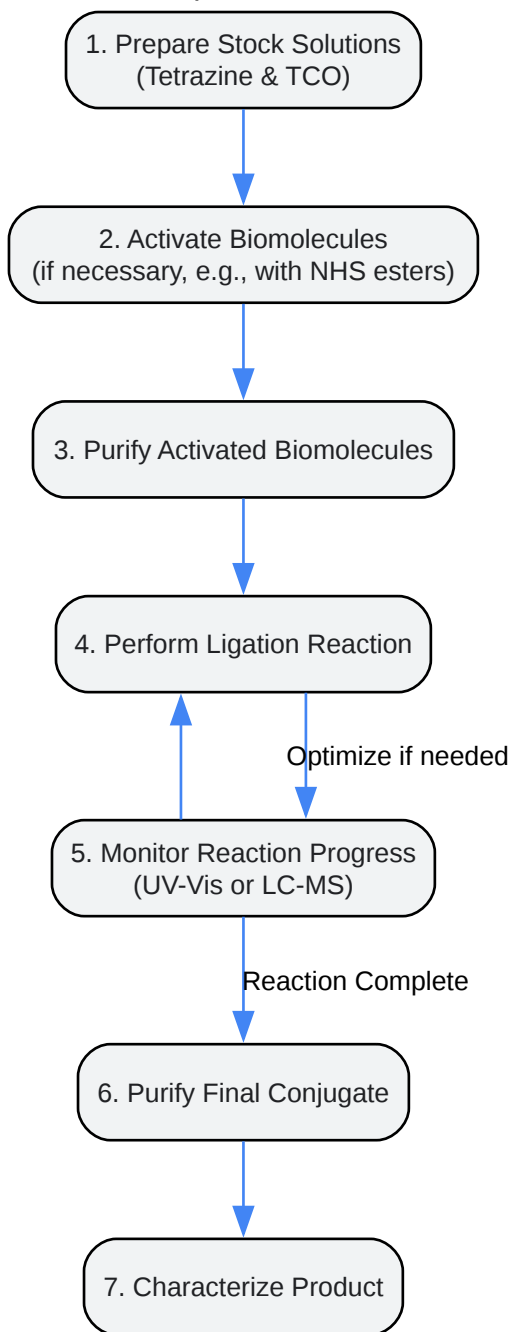 1. Prepare Stock Solutions
(Tetrazine & TCO)
2. Activate Biomolecules
(if necessary, e.g., with NHS esters)
3. Purify Activated Biomolecules
4. Perform Ligation Reaction
Optimize if needed
5. Monitor Reaction Progress
(UV-Vis or LC-MS)
Reaction Complete
6. Purify Final Conjugate
7. Characterize Product